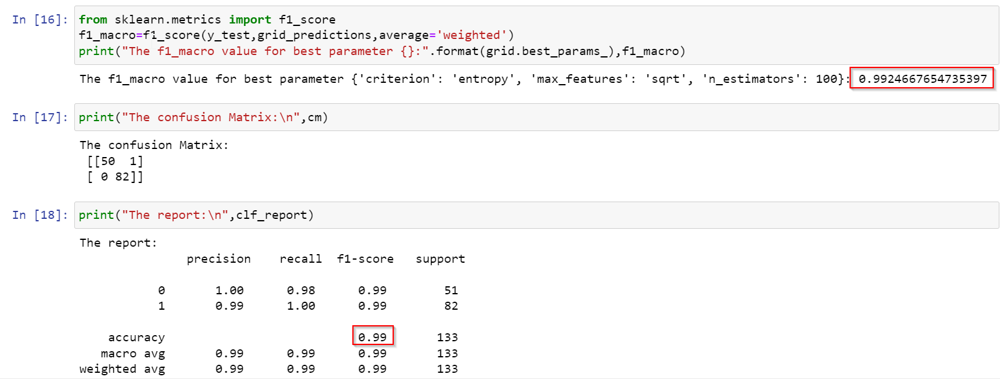 In [16]: from sklearn.metrics import f1_score
f1_macro=f1_score(y_test,grid_predictions,average='weighted')
print("The f1_macro value for best parameter {}:".format(grid.best_params_),f1_macro)
The f1_macro value for best parameter {'criterion': 'entropy', 'max_features': 'sqrt', 'n_estimators': 100}: 0.9924667654735397
In [17]: print("The confusion Matrix:\n",cm)
The confusion Matrix:
[[50  1]
[ 0 82]]
In [18]: print("The report:\n",clf_report)
The report:
precision    recall  f1-score   support
0       1.00      0.98      0.99        51
1       0.99      1.00      0.99        82
accuracy                           0.99       133
macro avg       0.99      0.99      0.99       133
weighted avg       0.99      0.99      0.99       133